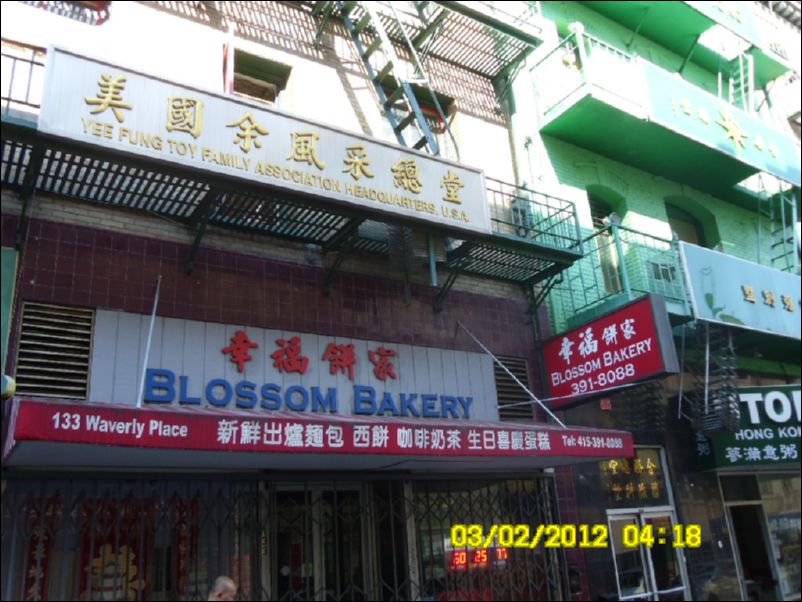 美國余風采總堂
YEE FUNG TOY FAMILY ASSOCIATION HEADQUARTERS, U.S.A.
幸福餅家
BLOSSOM BAKERY
幸福餅家
BLOSSOM BAKERY
391-8088
133 Waverly Place
新鮮出爐麵包 西餅 咖啡奶茶 生日喜慶蛋糕
Tel: 415-391-8088
HONG KO
粥
03/02/2012 04:18